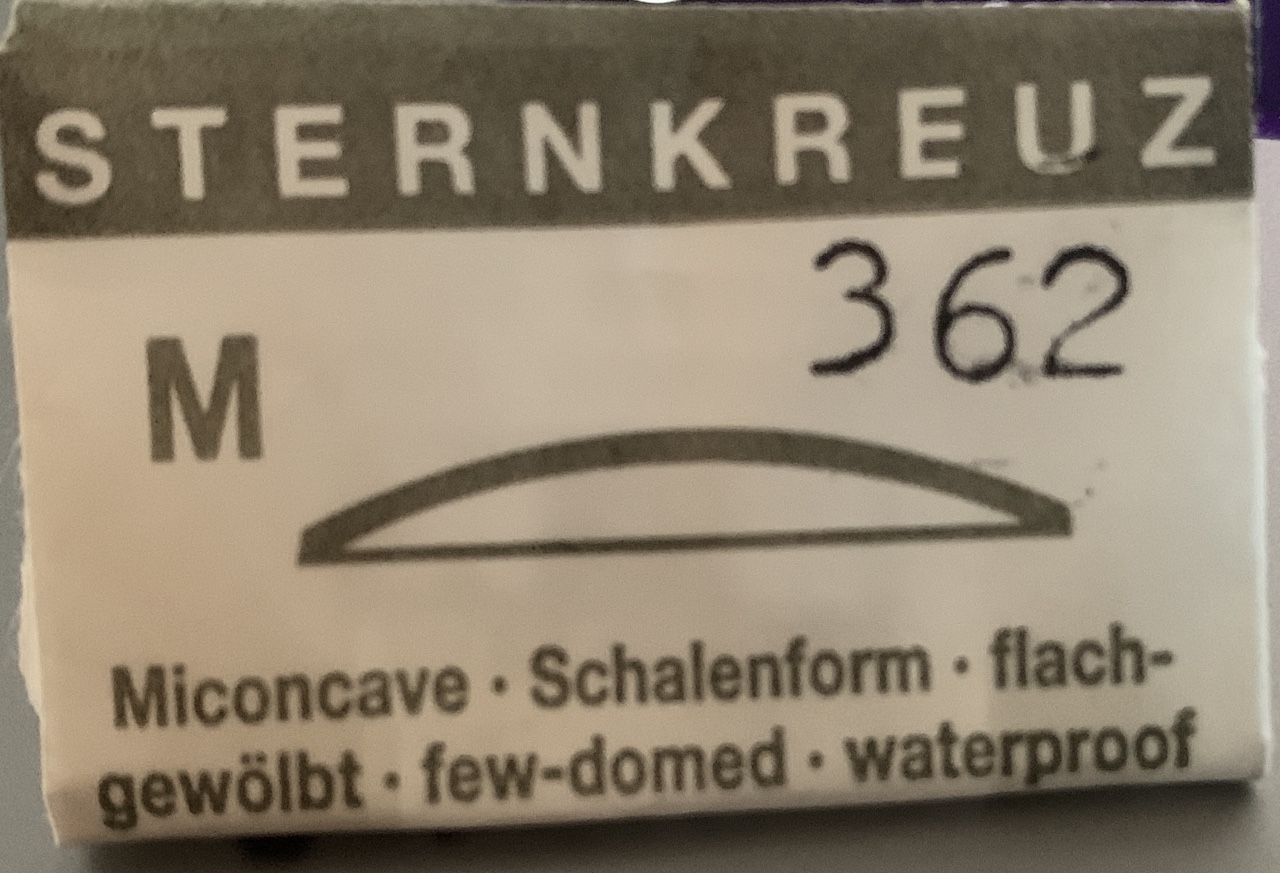 STERNKREUZ
362
M
Miconcave · Schalenform · flach-
gewölbt · few-domed · waterproof